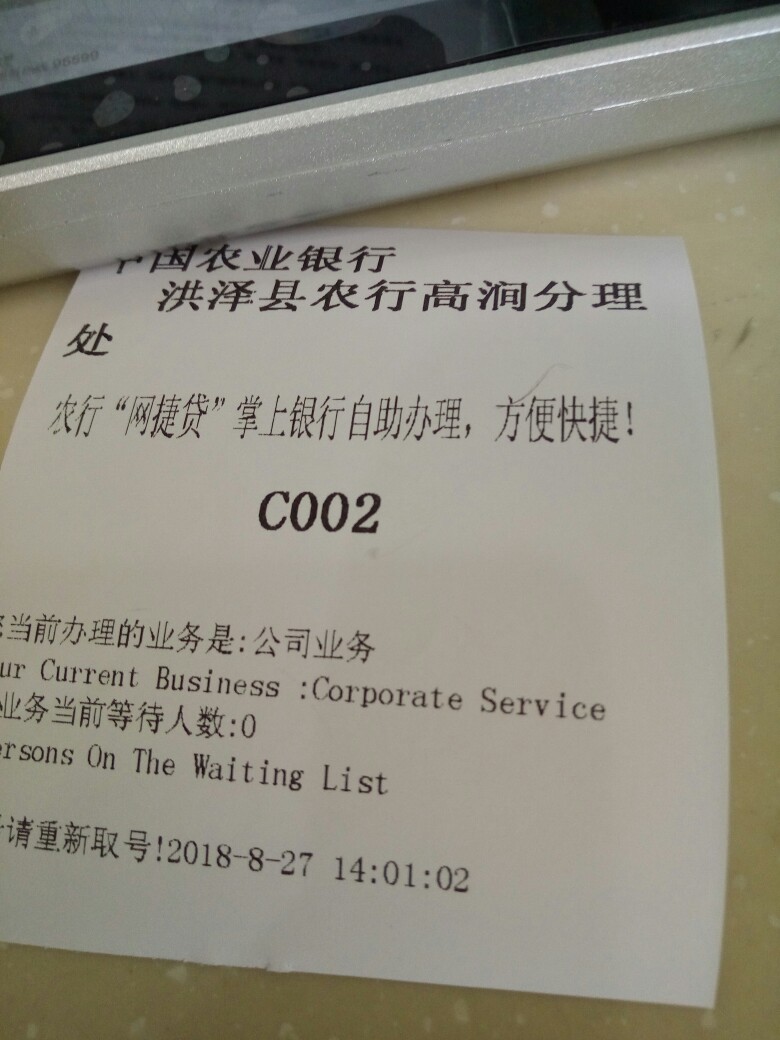 95599
中国农业银行
洪泽县农行高涧分理
处
农行“网捷贷”掌上银行自助办理，方便快捷！
C002
当前办理的业务是:公司业务
ur Current Business :Corporate Service
业务当前等待人数:0
ersons On The Waiting List
请重新取号!2018-8-27 14:01:02